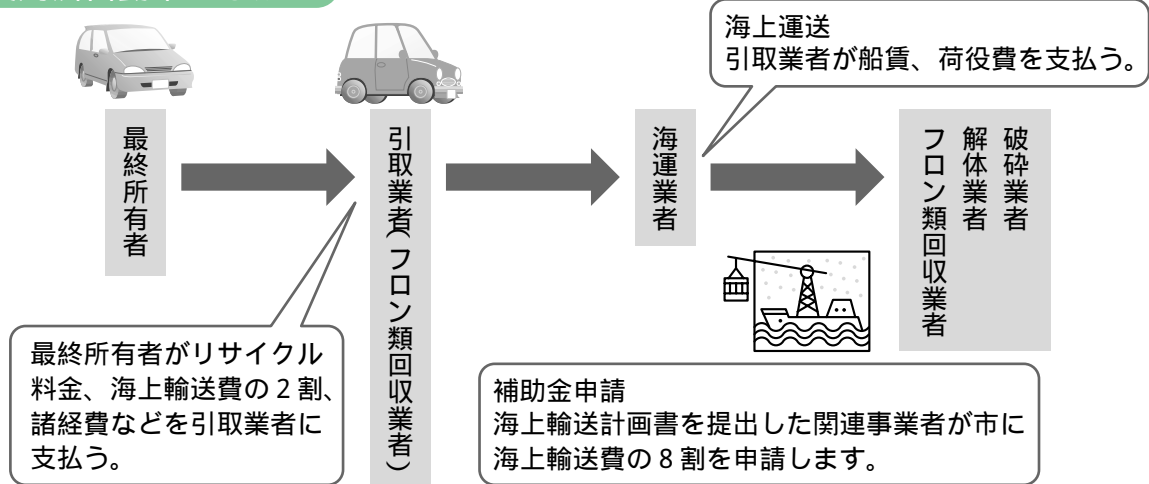 海上運送
引取業者が船賃、荷役費を支払う。
最終所有者
引取業者(フロン類回収業者)
海運業者
破砕業者
解体業者
フロン類回収業者
最終所有者がリサイクル
料金、海上輸送費の2割、
諸経費などを引取業者に
支払う。
補助金申請
海上輸送計画書を提出した関連事業者が市に
海上輸送費の8割を申請します。